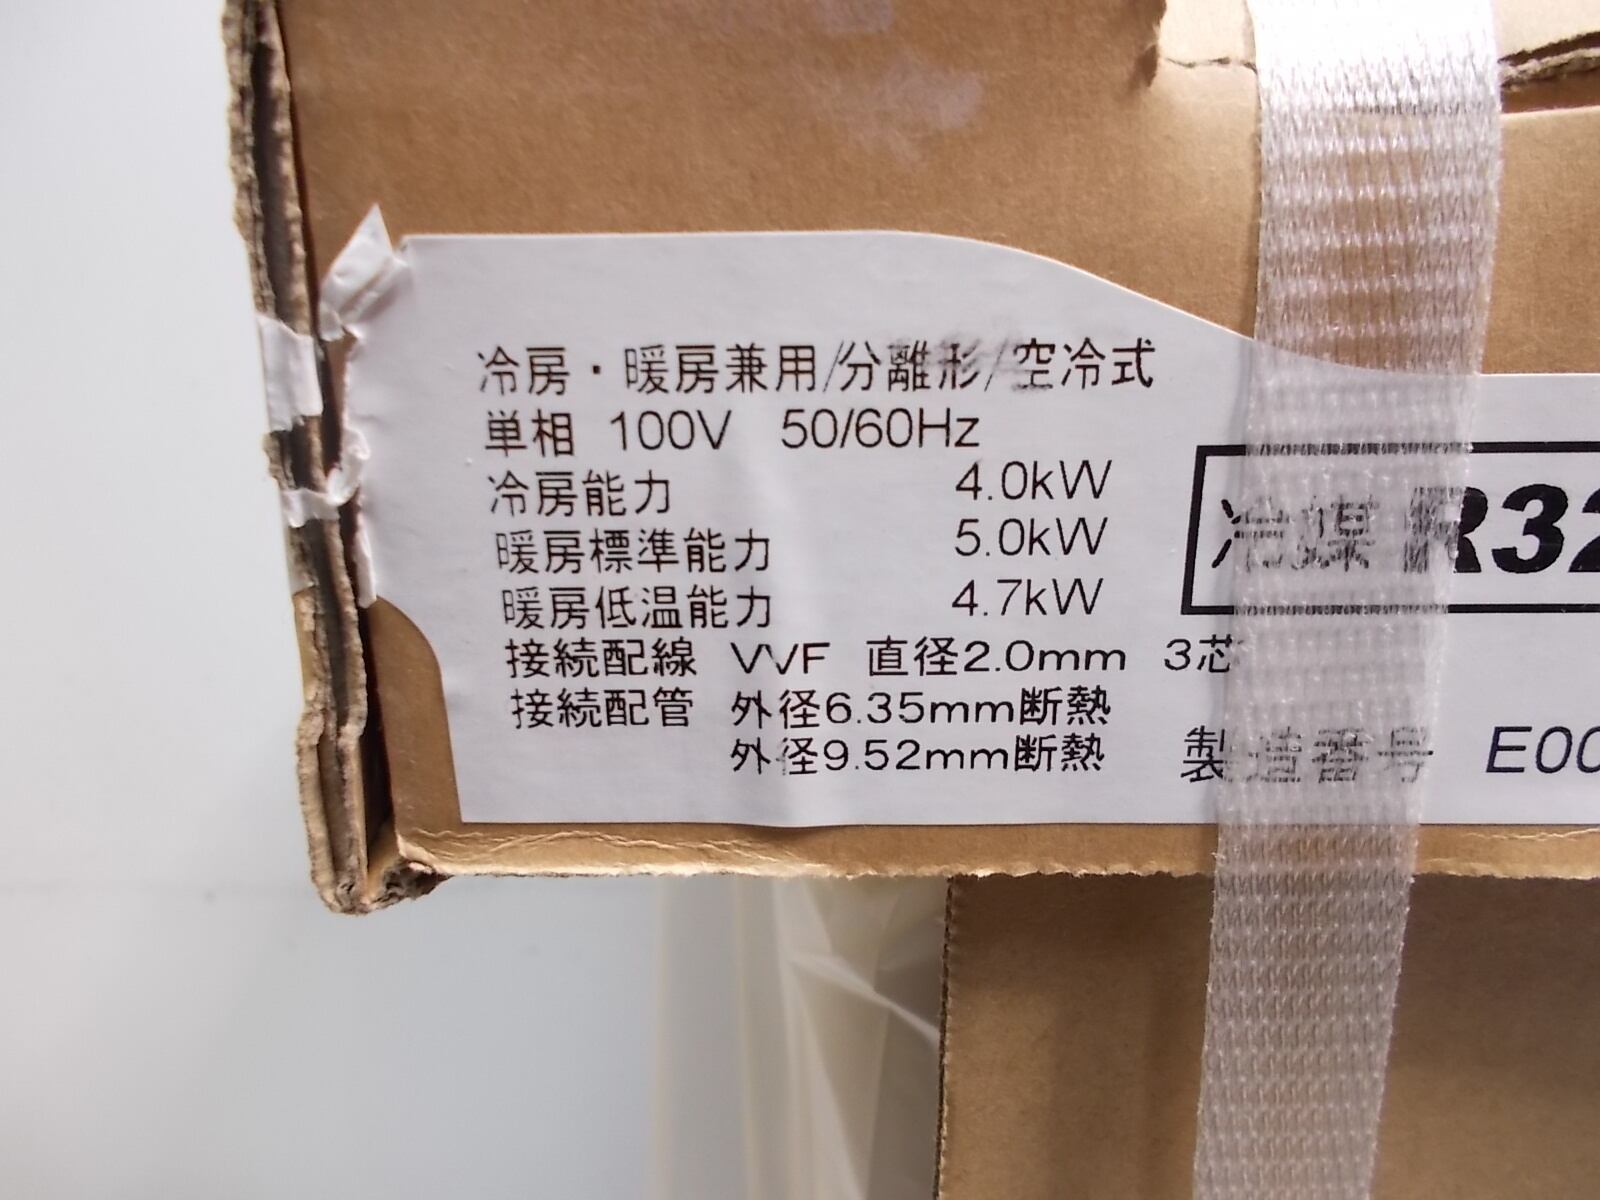 冷房・暖房兼用/分離形/空冷式
単相 100V 50/60Hz
冷房能力 4.0kW
暖房標準能力 5.0kW
暖房低温能力 4.7kW
冷媒 R32
接続配線 VVF 直径2.0mm 3芯
接続配管 外径6.35mm断熱
外径9.52mm断熱
製造番号 E00